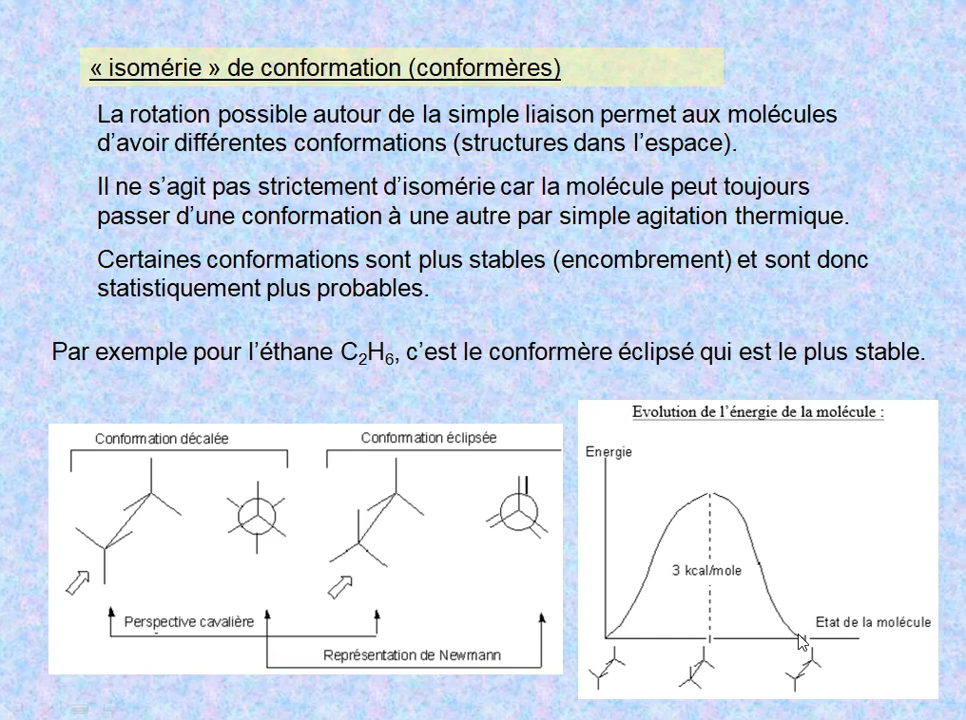 « isomérie » de conformation (conformères)
La rotation possible autour de la simple liaison permet aux molécules
d’avoir différentes conformations (structures dans l’espace).
Il ne s’agit pas strictement d’isomérie car la molécule peut toujours
passer d’une conformation à une autre par simple agitation thermique.
Certaines conformations sont plus stables (encombrement) et sont donc
statistiquement plus probables.
Par exemple pour l’éthane C₂H₆, c’est le conformère éclipsé qui est le plus stable.
Conformation décalée
Conformation éclipsée
Perspective cavalière
Représentation de Newmann
Evolution de l’énergie de la molécule :
Energie
3 kcal/mole
Etat de la molécule